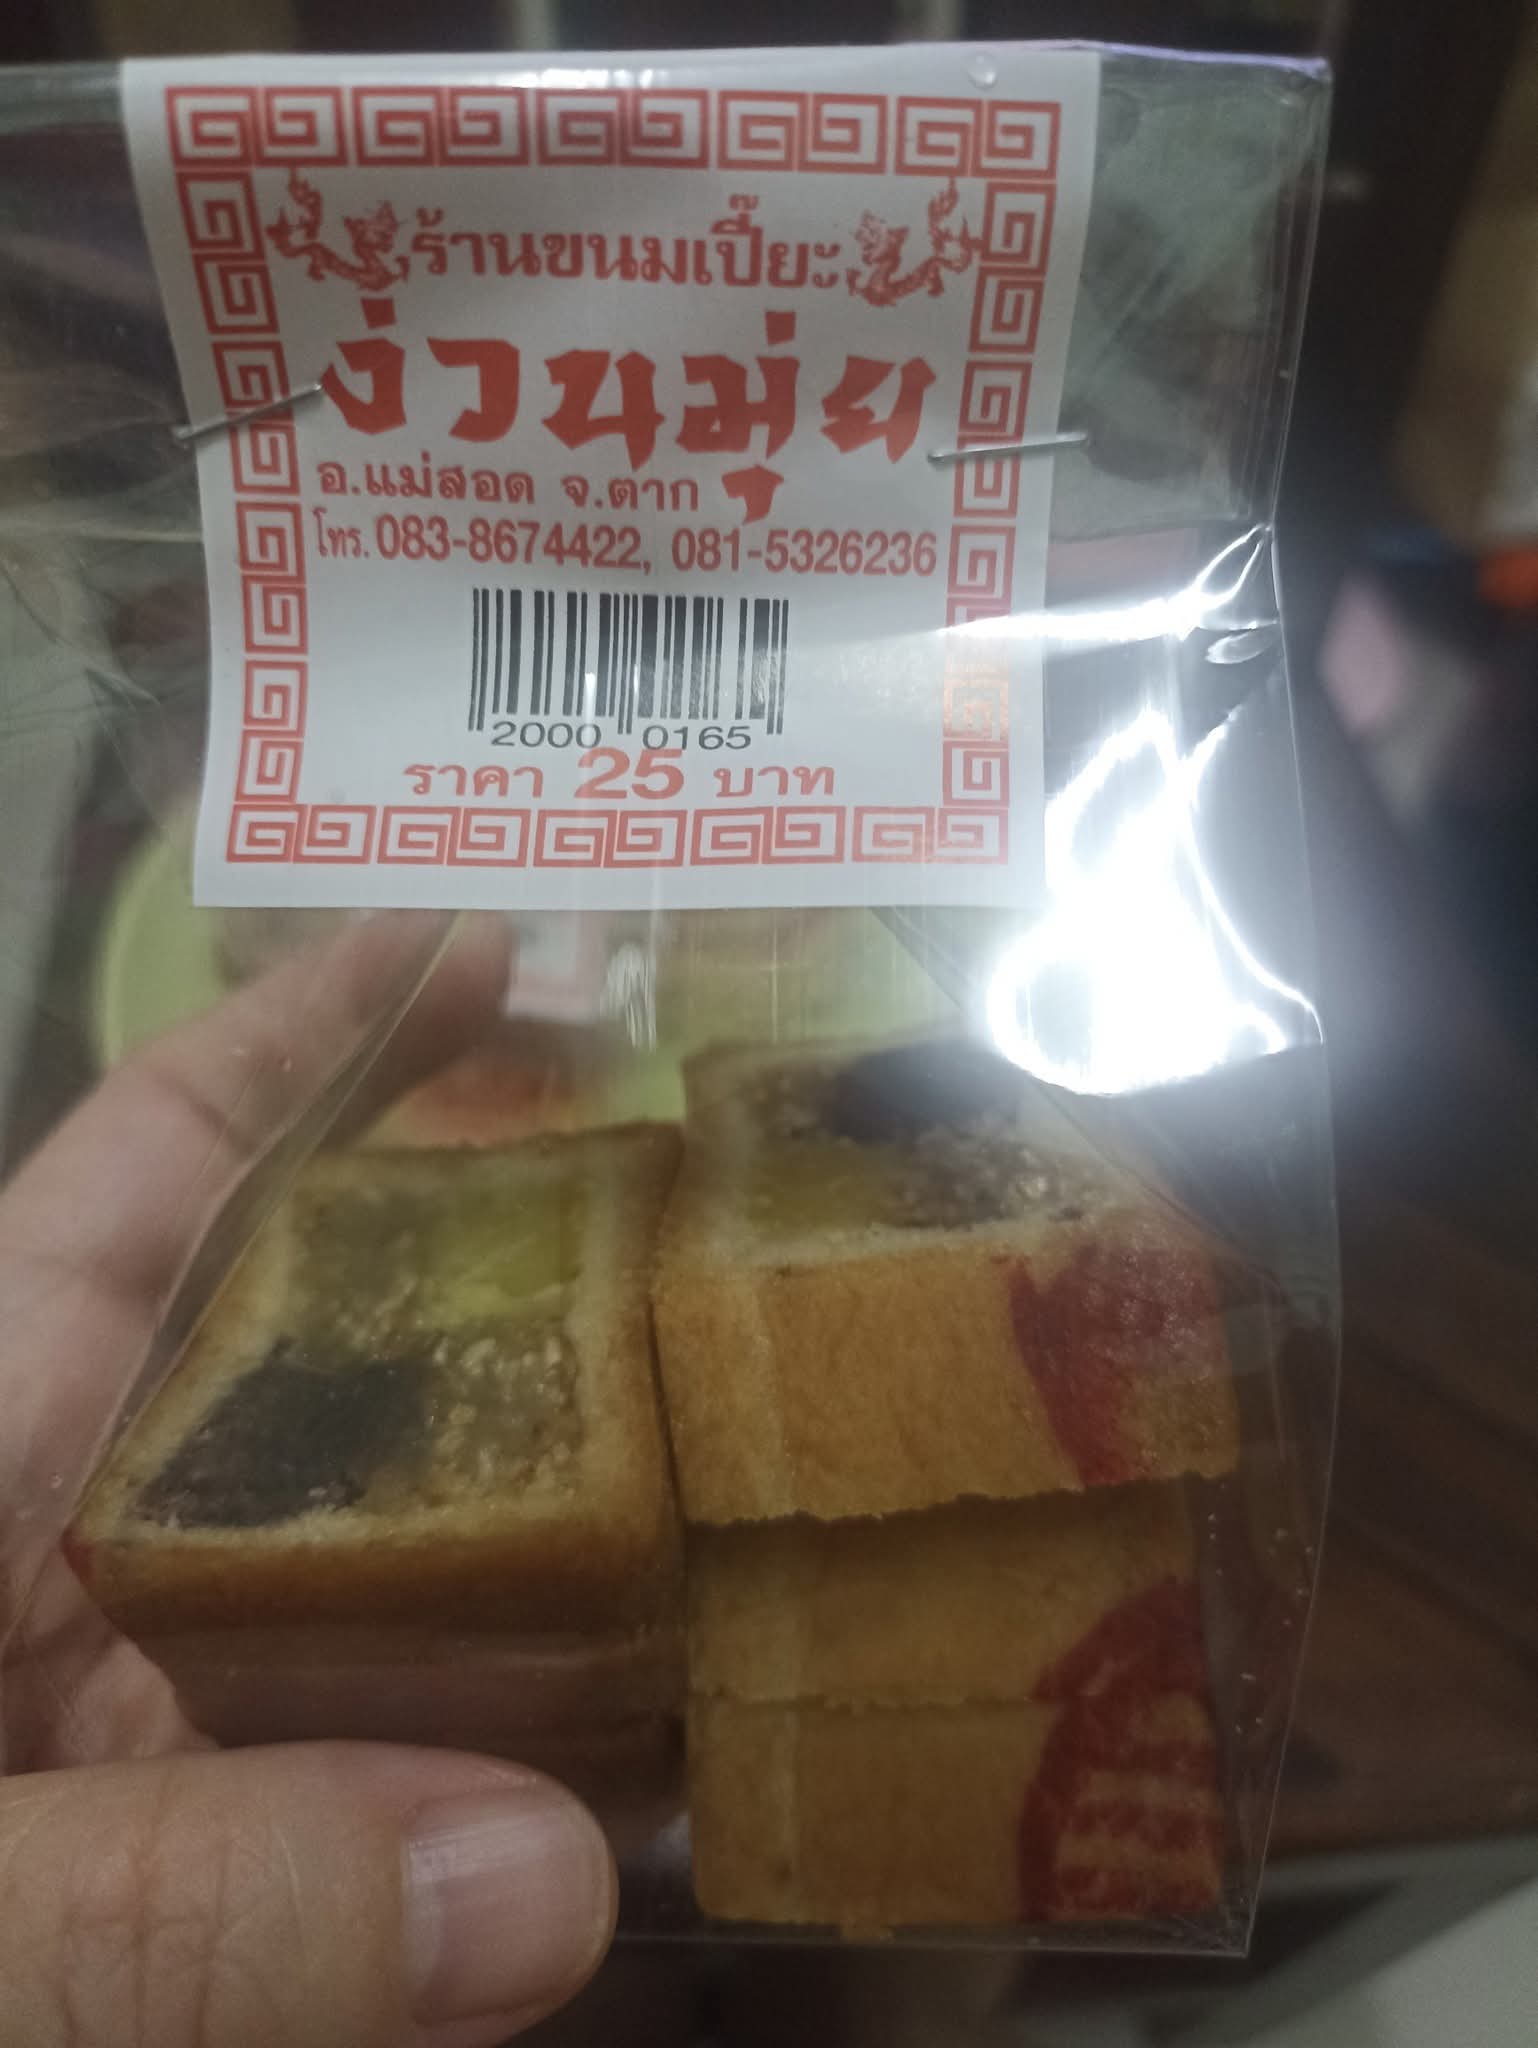 ร้านขนมเปี๊ยะ
ง่วนมุ่ย
อ.แม่สอด จ.ตาก
โทร. 083-8674422, 081-5326236
2000 0165
ราคา 25 บาท